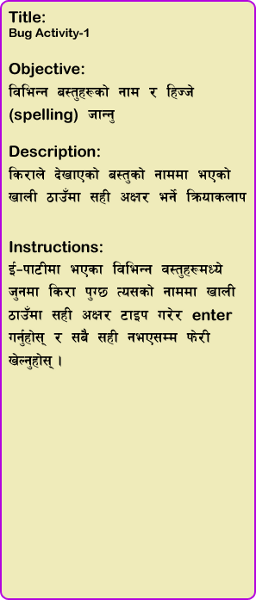 Title:
Bug Activity-1
Objective:
विभिन्न बस्तुहरूको नाम र हिज्जे
(spelling) जान्नु
Description:
किराले देखाएको बस्तुको नाममा भएको
खाली ठाउँमा सही अक्षर भर्ने क्रियाकलाप
Instructions:
ई-पाटीमा भएका विभिन्न वस्तुहरूमध्ये
जुनमा किरा पुग्छ त्यसको नाममा खाली
ठाउँमा सही अक्षर टाइप गरेर enter
गर्नुहोस् र सबै सही नभएसम्म फेरी
खेल्नुहोस् ।